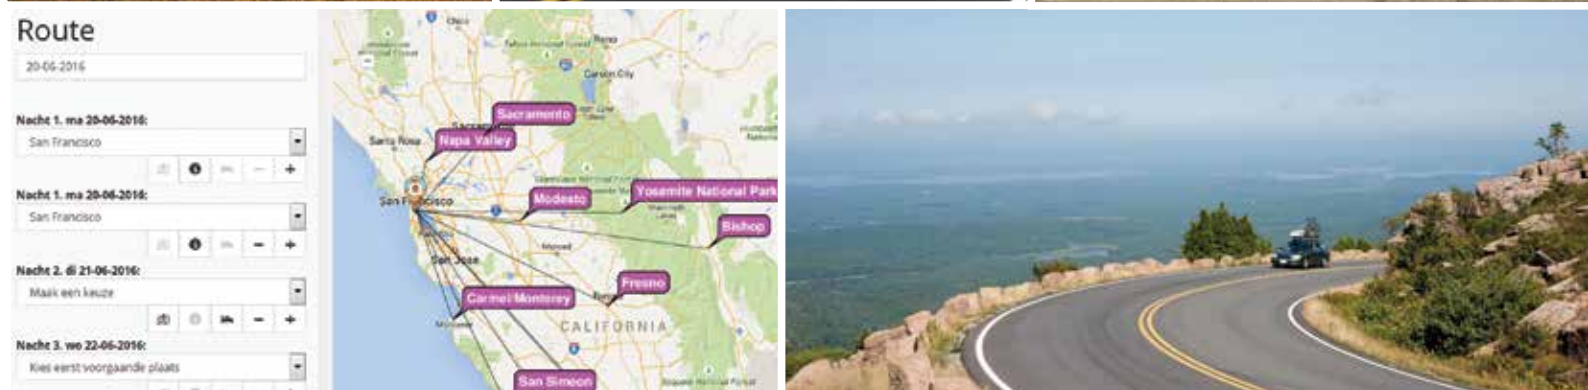 Route
20-06-2016
Nacht 1. ma 20-06-2016:
San Francisco
Nacht 1. ma 20-06-2016:
San Francisco
Nacht 2. di 21-06-2016:
Maak een keuze
Nacht 3. wo 22-06-2016:
Kies eerst voorgaande plaats
Chico
Reno
Carson City
Sacramento
Santa Rosa
Napa Valley
San Francisco
Modesto
Yosemite National Park
Bishop
Merced
San Jose
Fresno
Carmel/Monterey
Monterey
CALIFORNIA
San Simeon